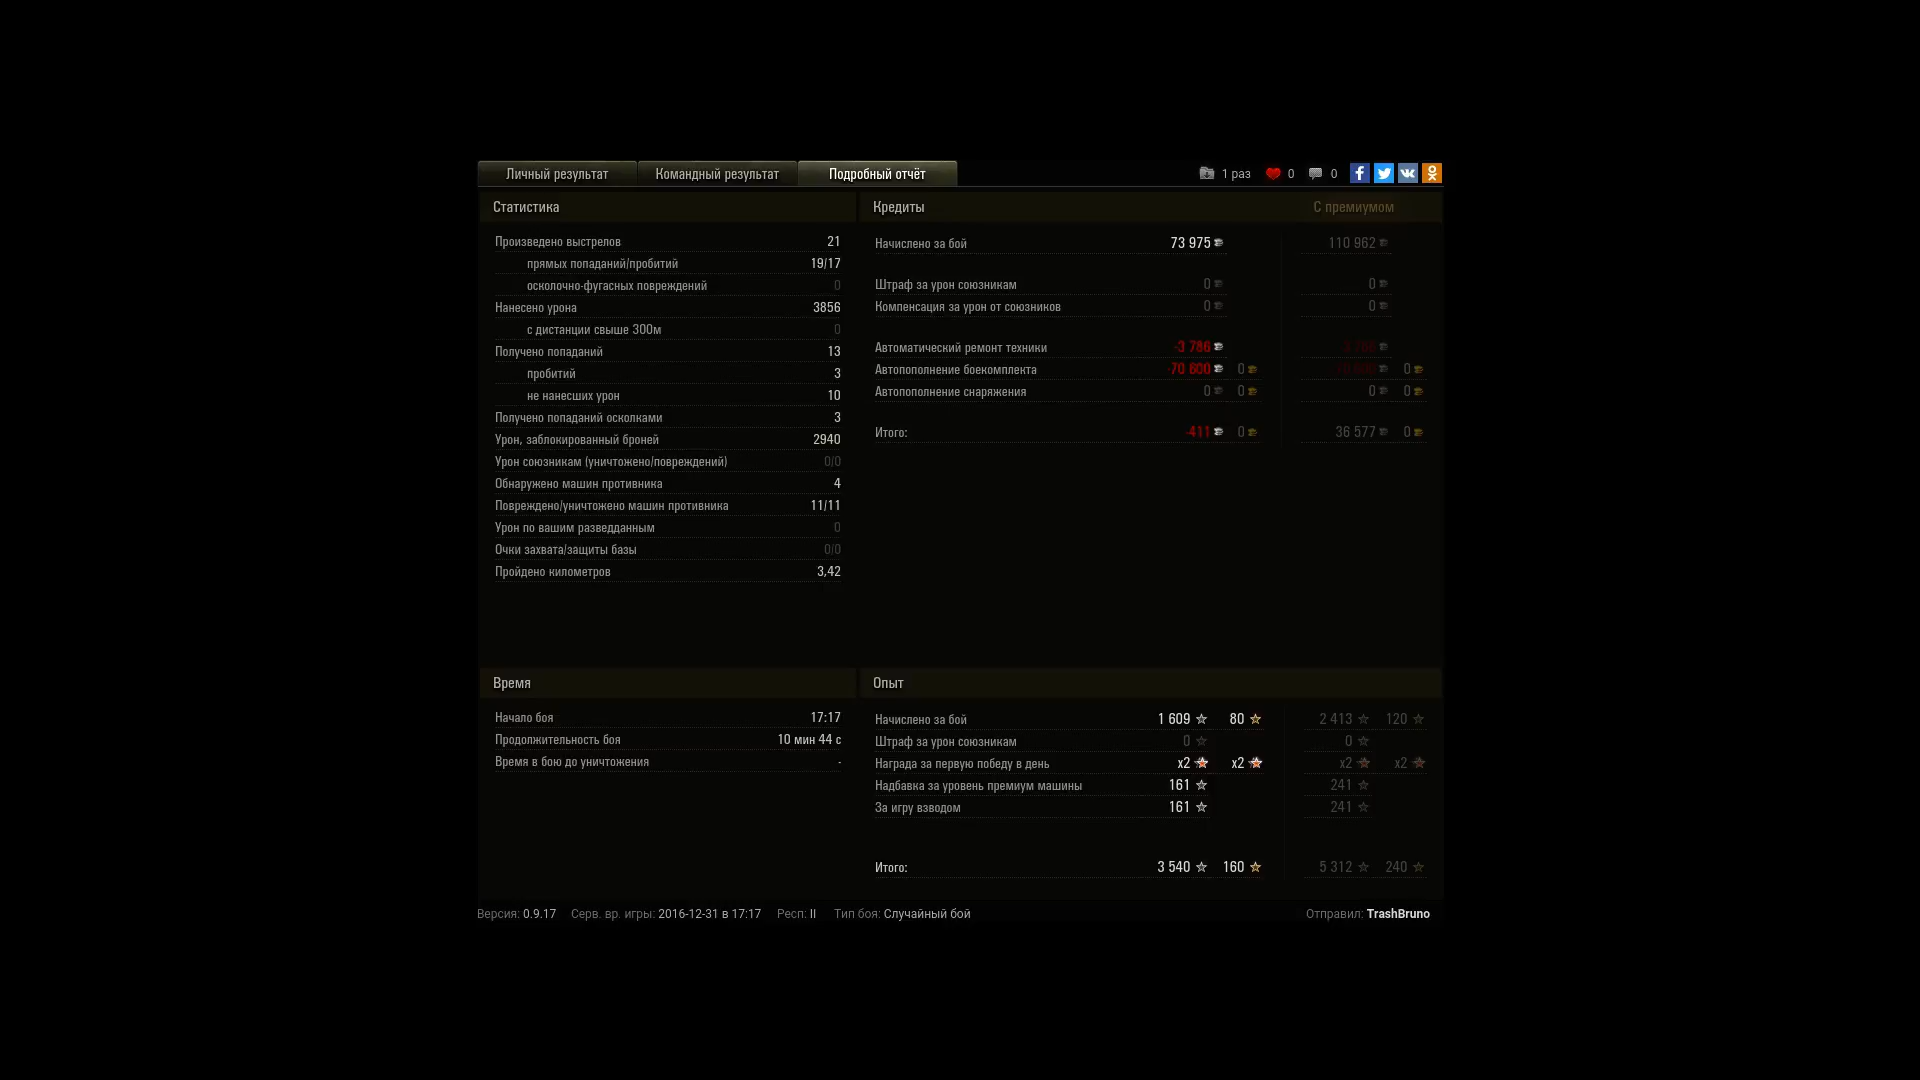 Личный результат Командный результат Подробный отчёт 1 раз 0 0
Статистика
Произведено выстрелов 21
прямых попаданий/пробитий 19/17
осколочно-фугасных повреждений 0
Нанесено урона 3856
с дистанции свыше 300м 0
Получено попаданий 13
пробитий 3
не нанесших урон 10
Получено попаданий осколками 3
Урон, заблокированный броней 2940
Урон союзникам (уничтожено/повреждений) 0/0
Обнаружено машин противника 4
Повреждено/уничтожено машин противника 11/11
Урон по вашим разведданным 0
Очки захвата/защиты базы 0/0
Пройдено километров 3,42
Кредиты С премиумом
Начислено за бой 73 975 110 962
Штраф за урон союзникам 0 0
Компенсация за урон от союзников 0 0
Автоматический ремонт техники -3 786
Автопополнение боекомплекта -70 600 0 0
Автопополнение снаряжения 0 0 0 0
Итого: -411 0 36 577 0
Время
Начало боя 17:17
Продолжительность боя 10 мин 44 с
Время в бою до уничтожения -
Опыт
Начислено за бой 1 609 80 2 413 120
Штраф за урон союзникам 0 0
Награда за первую победу в день x2 x2 x2 x2
Надбавка за уровень премиум машины 161 241
За игру взводом 161 241
Итого: 3 540 160 5 312 240
Версия: 0.9.17 Серв. вр. игры: 2016-12-31 в 17:17 Респ: II Тип боя: Случайный бой Отправил: TrashBruno